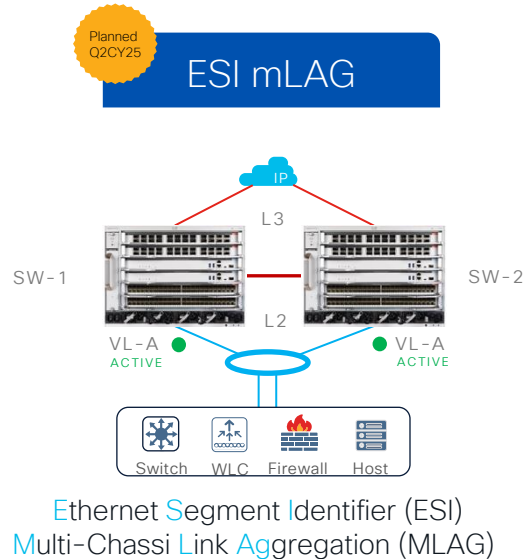 Planned
Q2CY25
ESI mLAG
IP
L3
SW-1
SW-2
L2
VL-A
ACTIVE
VL-A
ACTIVE
Switch WLC Firewall Host
Ethernet Segment Identifier (ESI)
Multi-Chassi Link Aggregation (MLAG)